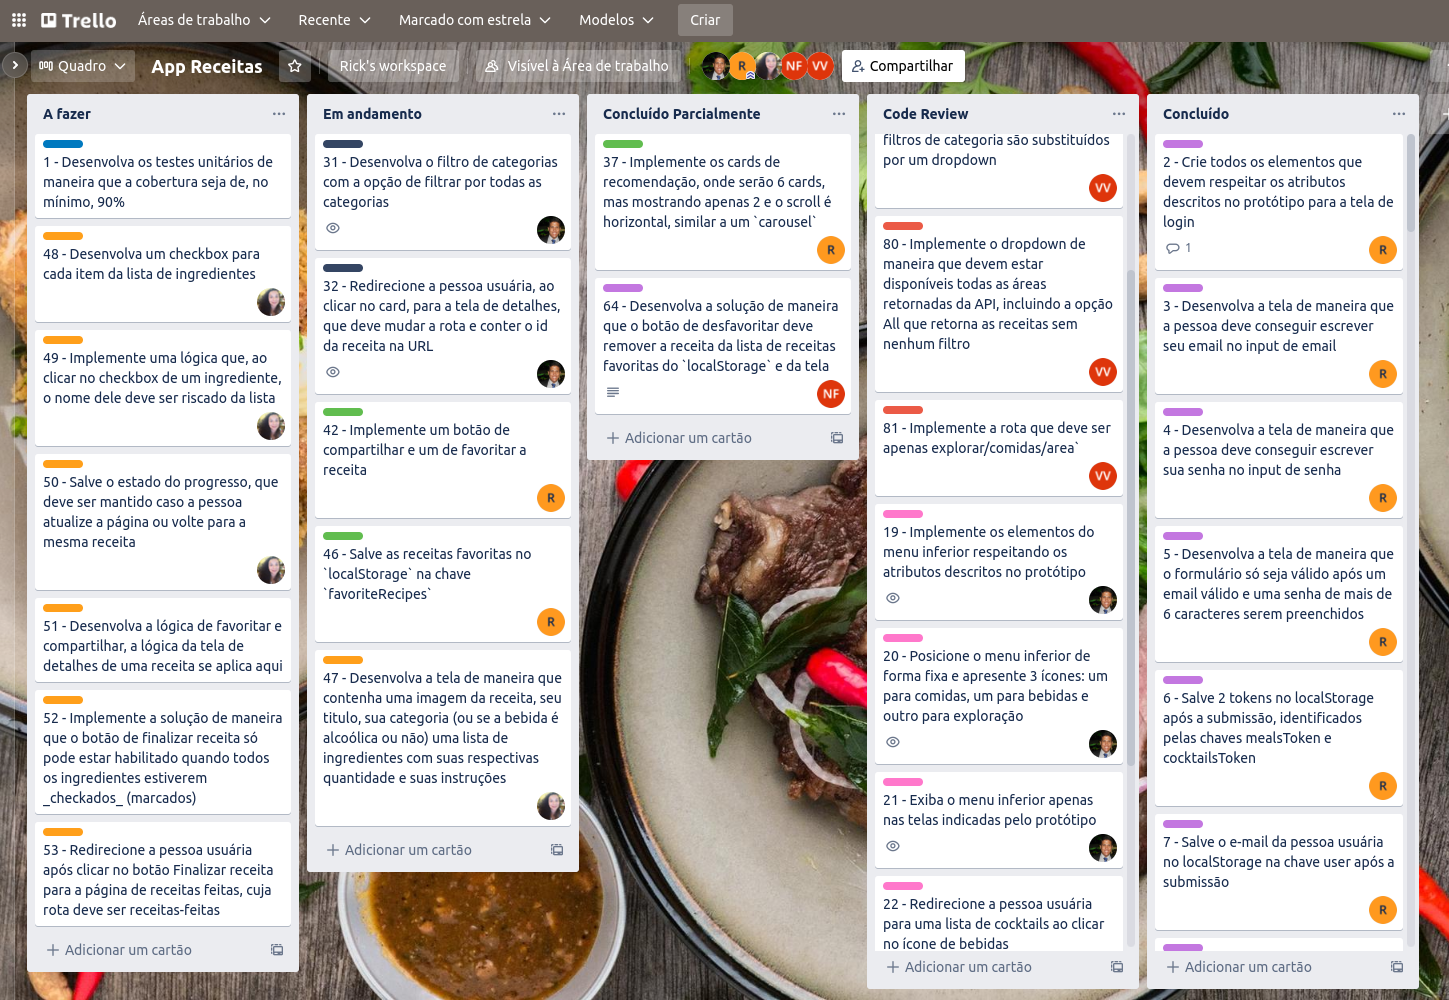 Trello
Áreas de trabalho
Recente
Marcado com estrela
Modelos
Criar
Quadro
App Receitas
Rick's workspace
Visível à Área de trabalho
R
NF
VV
Compartilhar
A fazer
1 - Desenvolva os testes unitários de
maneira que a cobertura seja de, no
mínimo, 90%
48 - Desenvolva um checkbox para
cada item da lista de ingredientes
49 - Implemente uma lógica que, ao
clicar no checkbox de um ingrediente,
o nome dele deve ser riscado da lista
50 - Salve o estado do progresso, que
deve ser mantido caso a pessoa
atualize a página ou volte para a
mesma receita
51 - Desenvolva a lógica de favoritar e
compartilhar, a lógica da tela de
detalhes de uma receita se aplica aqui
52 - Implemente a solução de maneira
que o botão de finalizar receita só
pode estar habilitado quando todos
os ingredientes estiverem
_checkados_ (marcados)
53 - Redirecione a pessoa usuária
após clicar no botão Finalizar receita
para a página de receitas feitas, cuja
rota deve ser receitas-feitas
Adicionar um cartão
Em andamento
31 - Desenvolva o filtro de categorias
com a opção de filtrar por todas as
categorias
32 - Redirecione a pessoa usuária, ao
clicar no card, para a tela de detalhes,
que deve mudar a rota e conter o id
da receita na URL
42 - Implemente um botão de
compartilhar e um de favoritar a
receita
R
46 - Salve as receitas favoritas no
`localStorage` na chave
`favoriteRecipes`
R
47 - Desenvolva a tela de maneira que
contenha uma imagem da receita, seu
titulo, sua categoria (ou se a bebida é
alcoólica ou não) uma lista de
ingredientes com suas respectivas
quantidade e suas instruções
Adicionar um cartão
Concluído Parcialmente
37 - Implemente os cards de
recomendação, onde serão 6 cards,
mas mostrando apenas 2 e o scroll é
horizontal, similar a um `carousel`
R
64 - Desenvolva a solução de maneira
que o botão de desfavoritar deve
remover a receita da lista de receitas
favoritas do `localStorage` e da tela
NF
Adicionar um cartão
Code Review
filtros de categoria são substituídos
por um dropdown
VV
80 - Implemente o dropdown de
maneira que devem estar
disponíveis todas as áreas
retornadas da API, incluindo a opção
All que retorna as receitas sem
nenhum filtro
VV
81 - Implemente a rota que deve ser
apenas explorar/comidas/area`
VV
19 - Implemente os elementos do
menu inferior respeitando os
atributos descritos no protótipo
20 - Posicione o menu inferior de
forma fixa e apresente 3 ícones: um
para comidas, um para bebidas e
outro para exploração
21 - Exiba o menu inferior apenas
nas telas indicadas pelo protótipo
22 - Redirecione a pessoa usuária
para uma lista de cocktails ao clicar
no ícone de bebidas
Adicionar um cartão
Concluído
2 - Crie todos os elementos que
devem respeitar os atributos
descritos no protótipo para a tela de
login
1
R
3 - Desenvolva a tela de maneira que
a pessoa deve conseguir escrever
seu email no input de email
R
4 - Desenvolva a tela de maneira que
a pessoa deve conseguir escrever
sua senha no input de senha
R
5 - Desenvolva a tela de maneira que
o formulário só seja válido após um
email válido e uma senha de mais de
6 caracteres serem preenchidos
R
6 - Salve 2 tokens no localStorage
após a submissão, identificados
pelas chaves mealsToken e
cocktailsToken
R
7 - Salve o e-mail da pessoa usuária
no localStorage na chave user após a
submissão
R
Adicionar um cartão